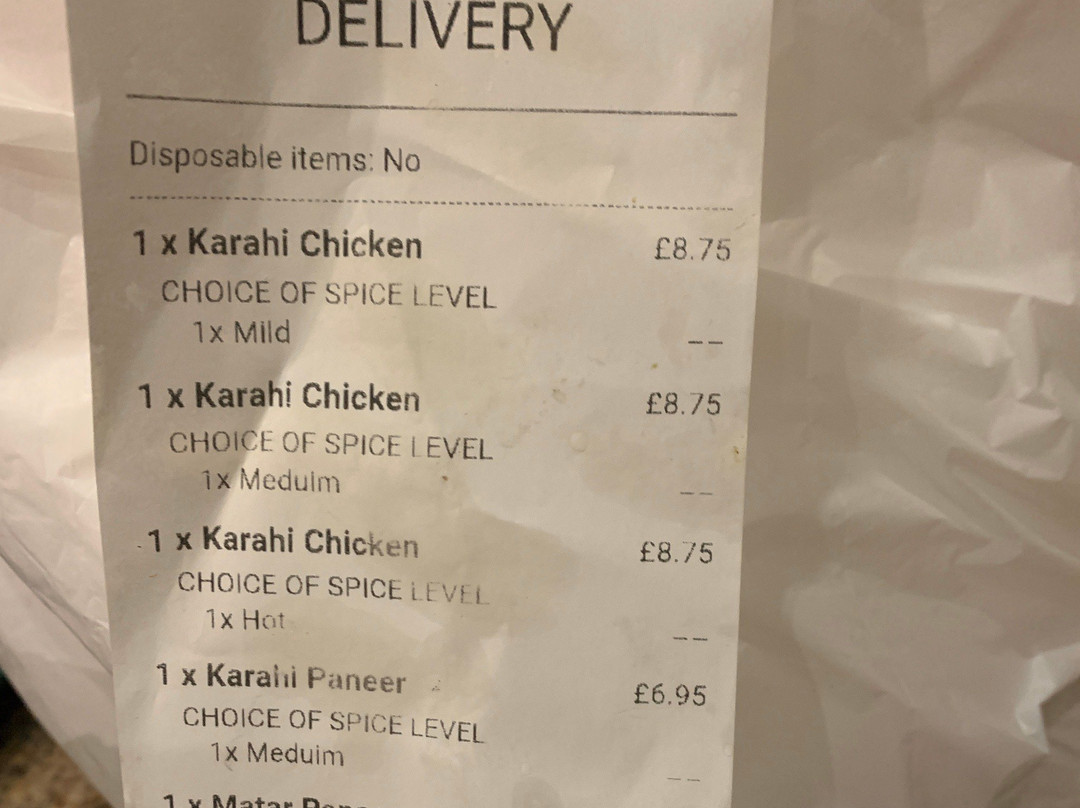 DELIVERY
Disposable items: No
1 x Karahi Chicken £8.75
CHOICE OF SPICE LEVEL
1x Mild --
1 x Karahi Chicken £8.75
CHOICE OF SPICE LEVEL
1x Meduim --
1 x Karahi Chicken £8.75
CHOICE OF SPICE LEVEL
1x Hot --
1 x Karahi Paneer £6.95
CHOICE OF SPICE LEVEL
1x Meduim --
1 x Matar